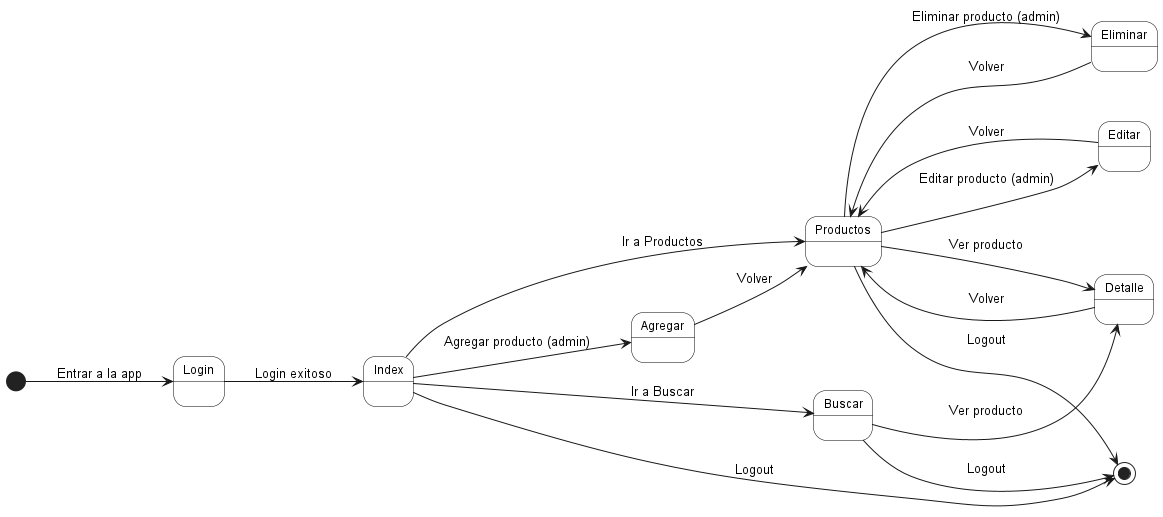 Eliminar producto (admin)
Eliminar
Volver
Volver
Editar
Editar producto (admin)
Productos
Ir a Productos
Ver producto
Volver
Detalle
Volver
Agregar
Agregar producto (admin)
Logout
Entrar a la app
Login
Login exitoso
Index
Ir a Buscar
Buscar
Ver producto
Logout
Logout